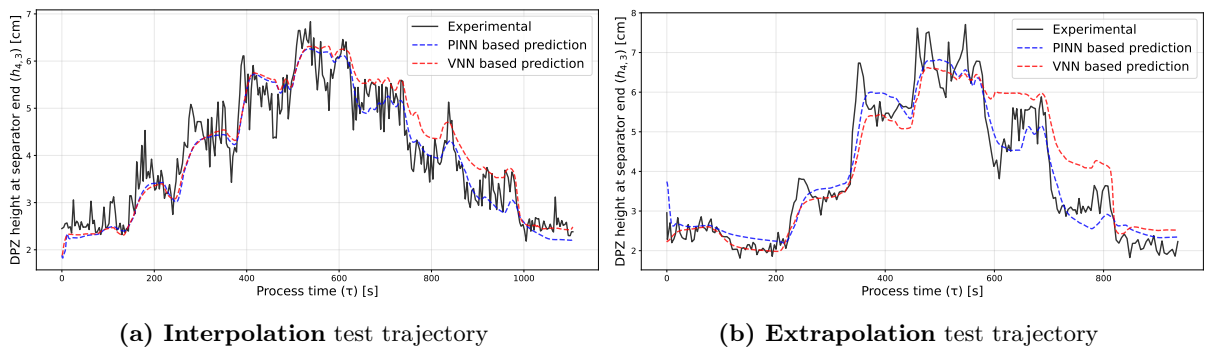 DPZ height at separator end (h4,3) [cm]
7
6
5
4
3
2
0
200
400
600
800
1000
Process time (τ) [s]
Experimental
PINN based prediction
VNN based prediction
(a) Interpolation test trajectory
DPZ height at separator end (h4,3) [cm]
8
7
6
5
4
3
2
0
200
400
600
800
Process time (τ) [s]
Experimental
PINN based prediction
VNN based prediction
(b) Extrapolation test trajectory